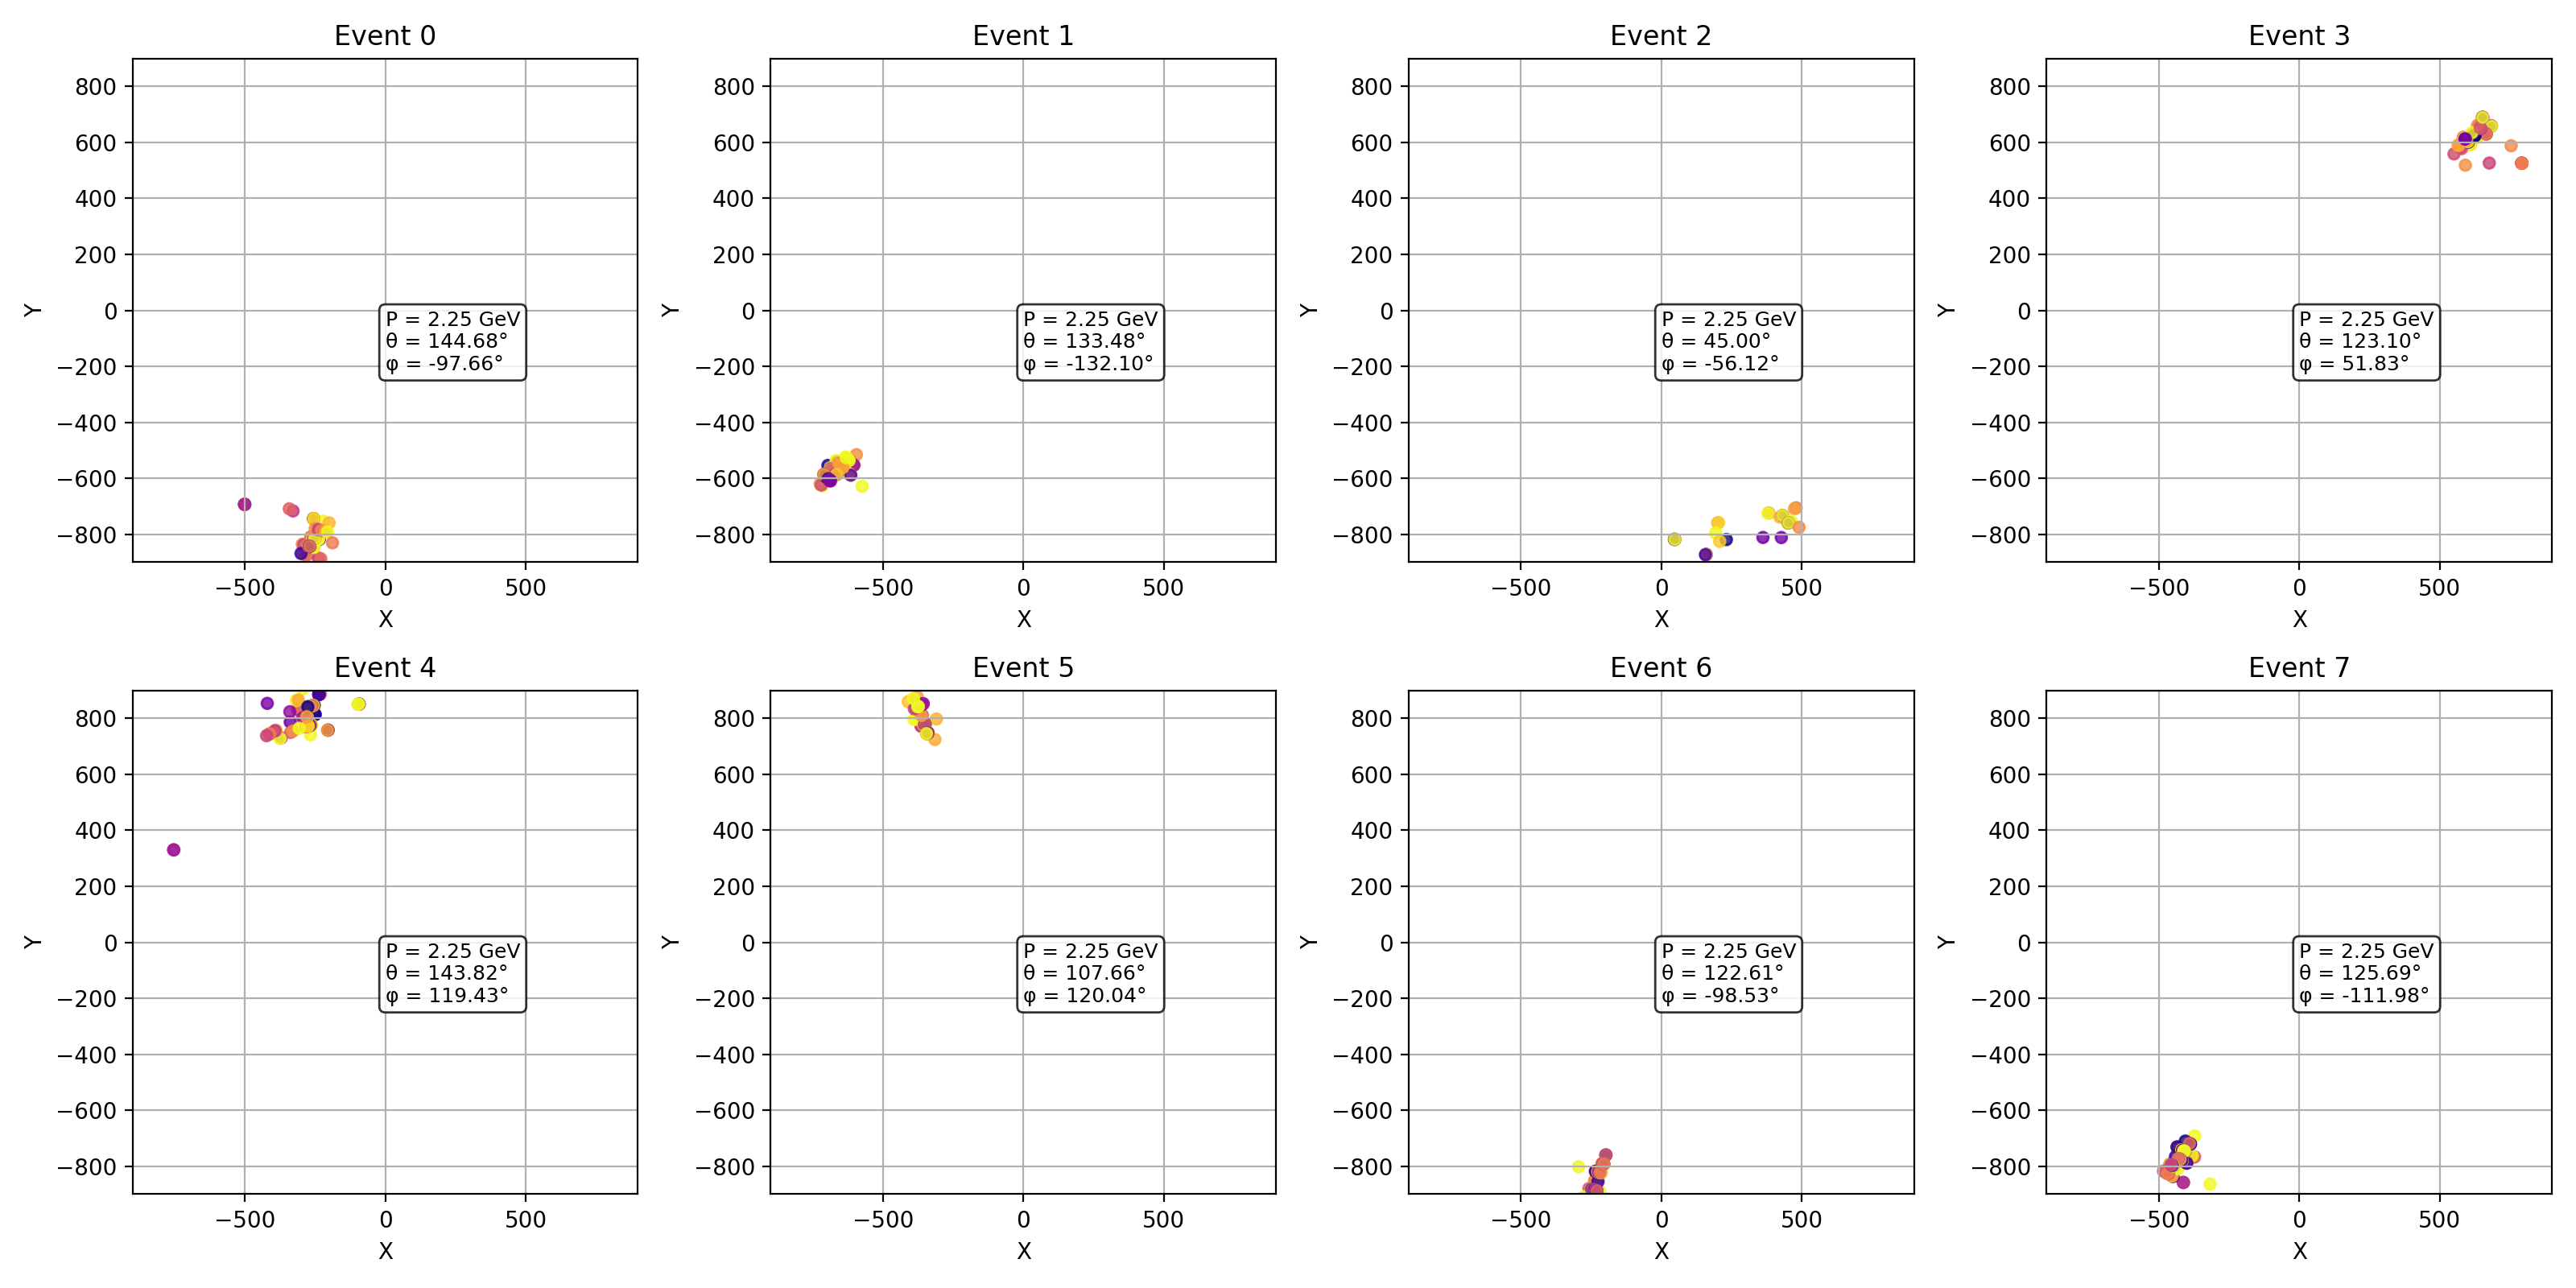 Event 0
800
600
400
200
0
−200
−400
−600
−800
Y
P = 2.25 GeV
θ = 144.68°
φ = -97.66°
−500 0 500
X
Event 1
800
600
400
200
0
−200
−400
−600
−800
Y
P = 2.25 GeV
θ = 133.48°
φ = -132.10°
−500 0 500
X
Event 2
800
600
400
200
0
−200
−400
−600
−800
Y
P = 2.25 GeV
θ = 45.00°
φ = -56.12°
−500 0 500
X
Event 3
800
600
400
200
0
−200
−400
−600
−800
Y
P = 2.25 GeV
θ = 123.10°
φ = 51.83°
−500 0 500
X
Event 4
800
600
400
200
0
−200
−400
−600
−800
Y
P = 2.25 GeV
θ = 143.82°
φ = 119.43°
−500 0 500
X
Event 5
800
600
400
200
0
−200
−400
−600
−800
Y
P = 2.25 GeV
θ = 107.66°
φ = 120.04°
−500 0 500
X
Event 6
800
600
400
200
0
−200
−400
−600
−800
Y
P = 2.25 GeV
θ = 122.61°
φ = -98.53°
−500 0 500
X
Event 7
800
600
400
200
0
−200
−400
−600
−800
Y
P = 2.25 GeV
θ = 125.69°
φ = -111.98°
−500 0 500
X